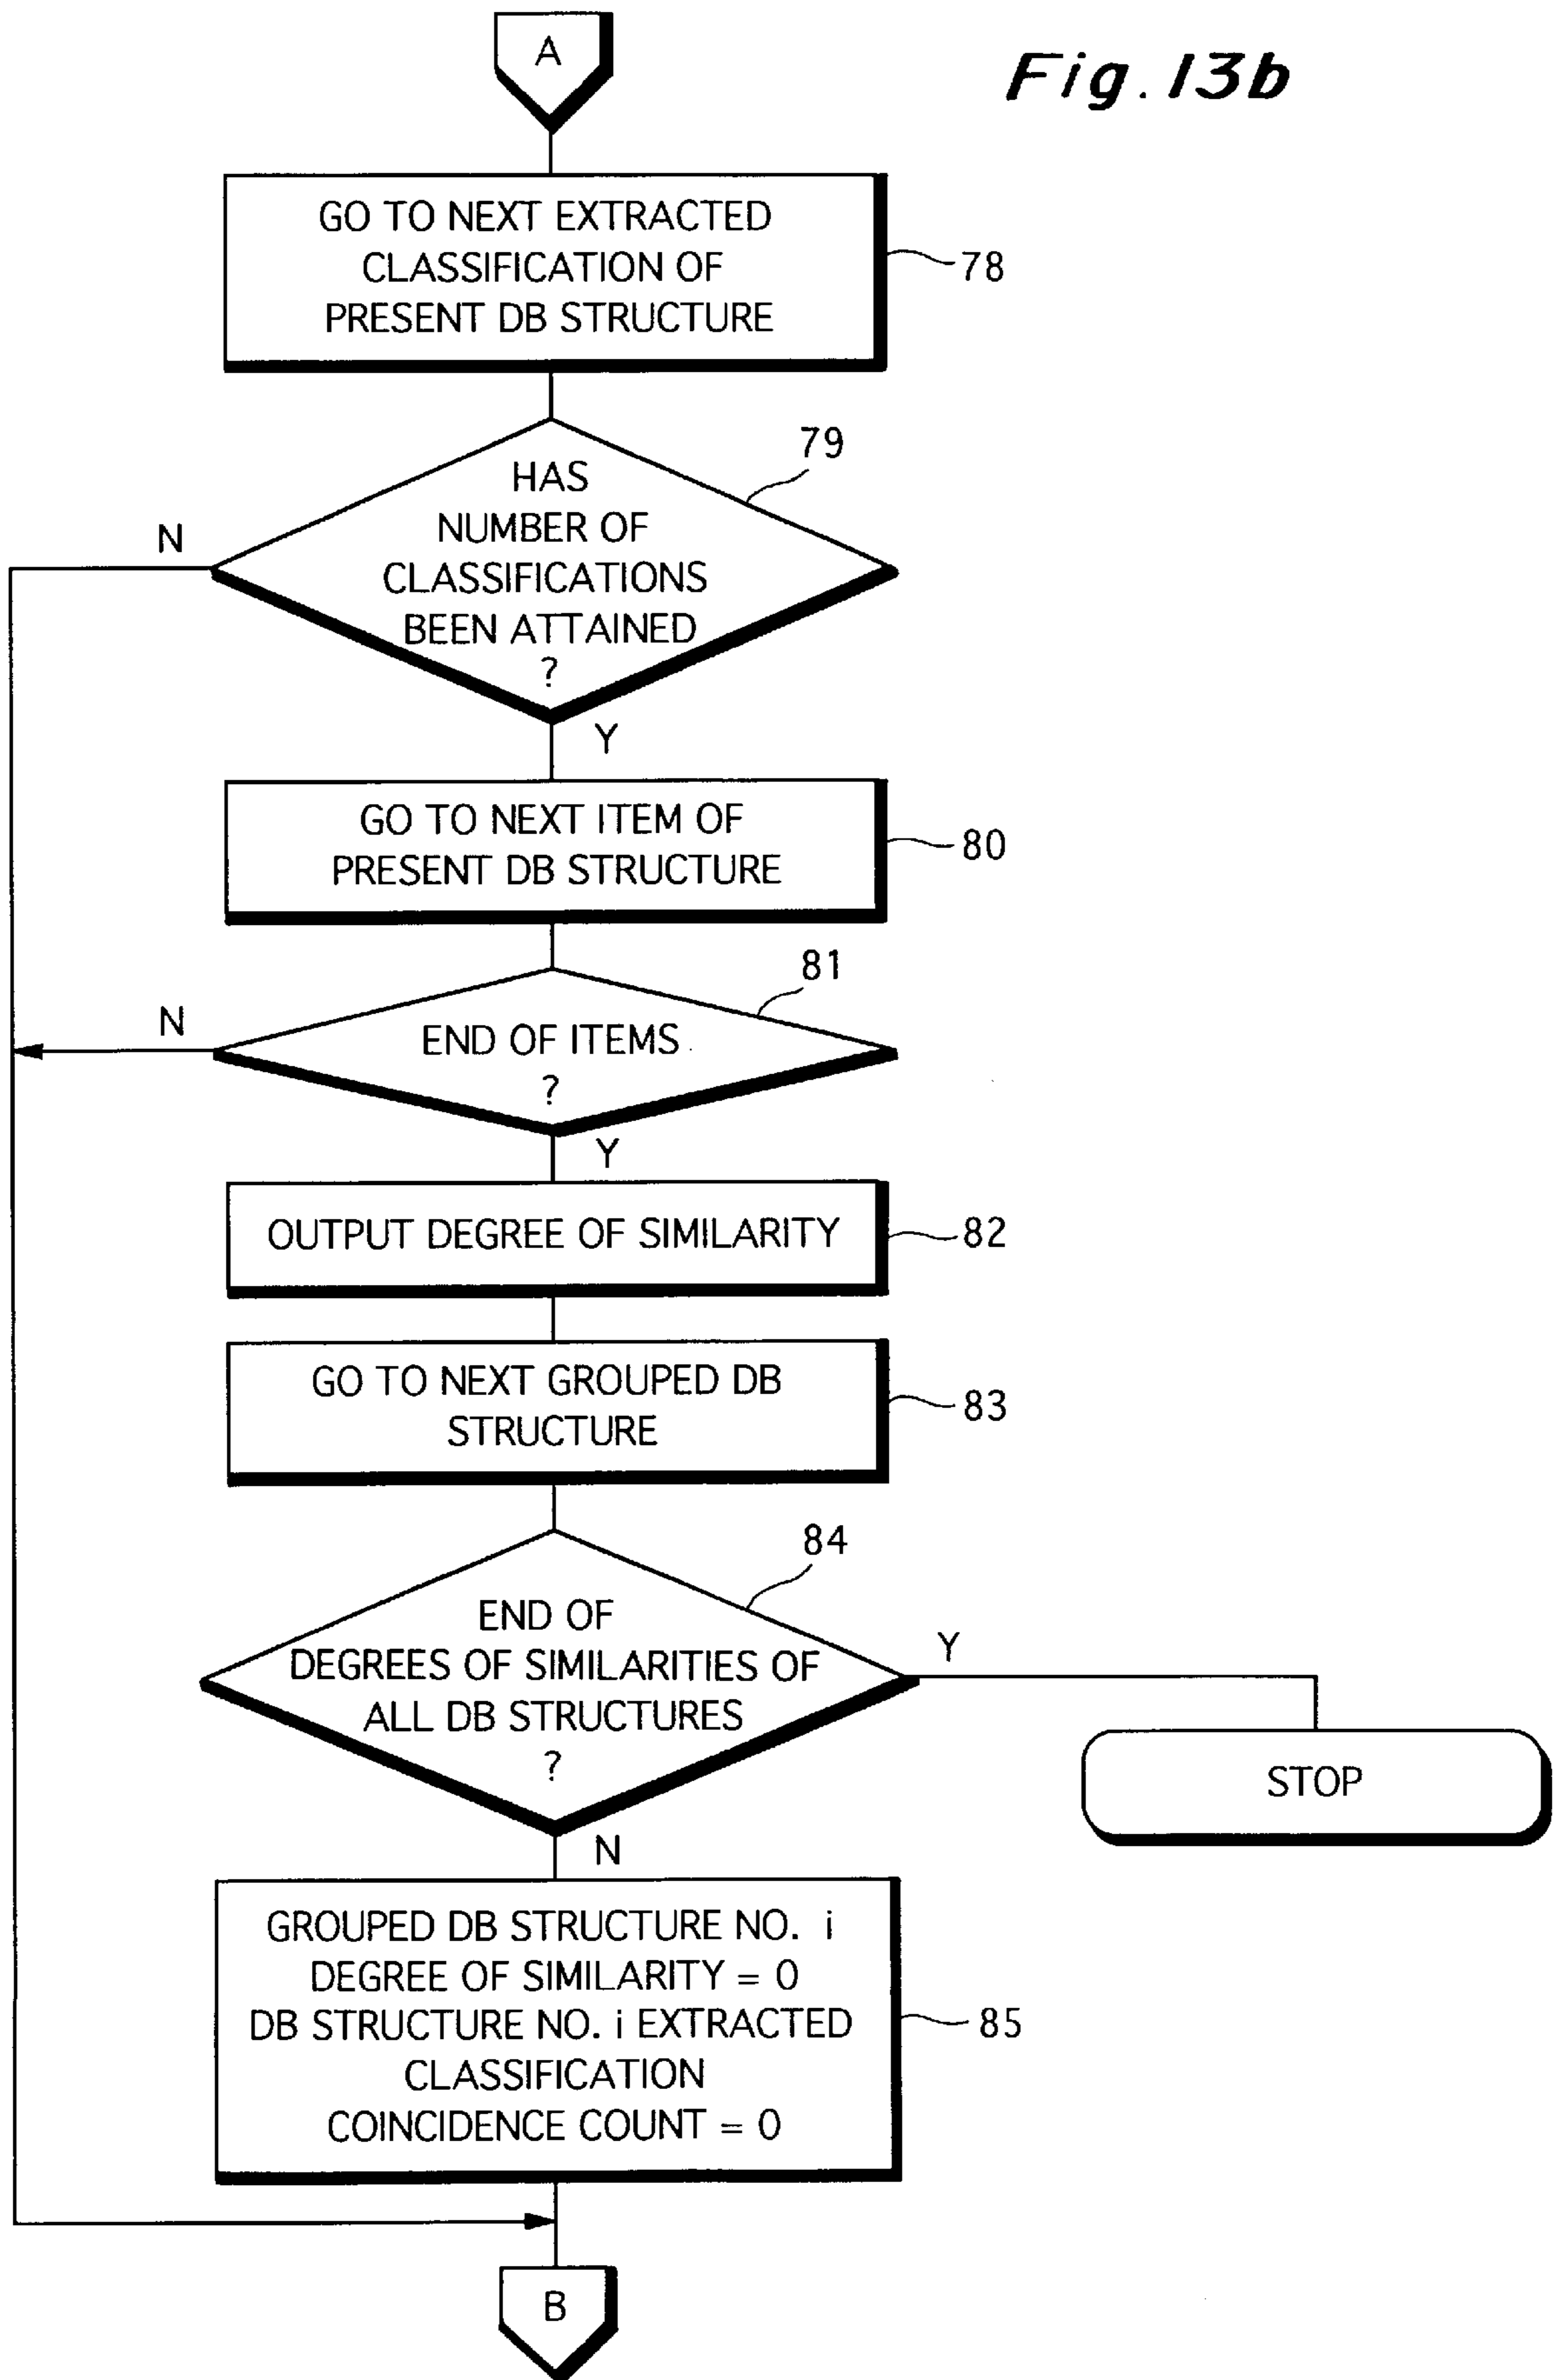 A
Fig. 13b
GO TO NEXT EXTRACTED
CLASSIFICATION OF
PRESENT DB STRUCTURE
78
79
HAS
NUMBER OF
CLASSIFICATIONS
BEEN ATTAINED
?
N
Y
GO TO NEXT ITEM OF
PRESENT DB STRUCTURE
80
81
END OF ITEMS
?
N
Y
OUTPUT DEGREE OF SIMILARITY
82
GO TO NEXT GROUPED DB
STRUCTURE
83
84
END OF
DEGREES OF SIMILARITIES OF
ALL DB STRUCTURES
?
Y
STOP
N
GROUPED DB STRUCTURE NO. i
DEGREE OF SIMILARITY = 0
DB STRUCTURE NO. i EXTRACTED
CLASSIFICATION
COINCIDENCE COUNT = 0
85
B